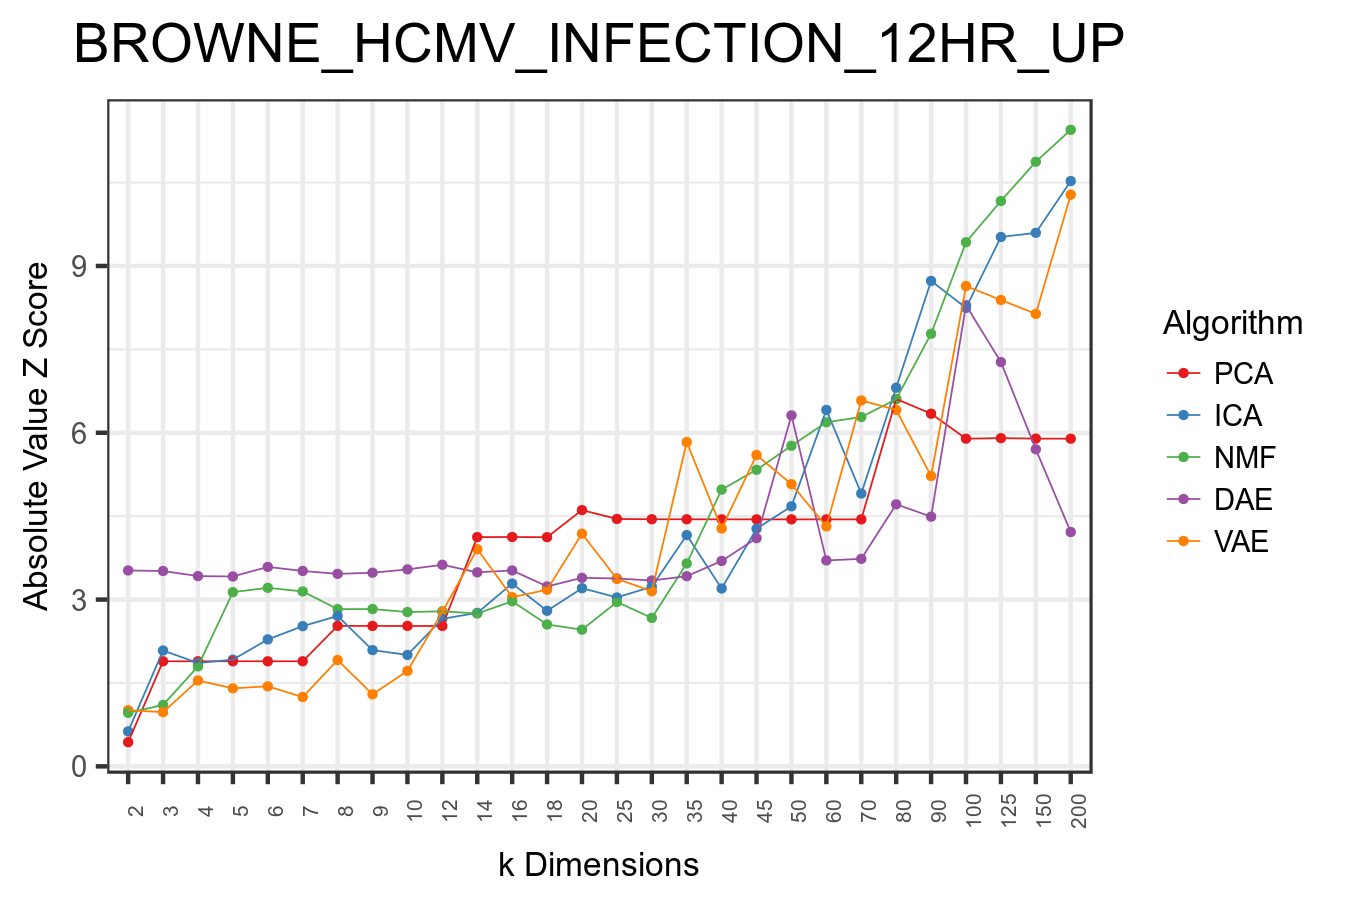 BROWNE_HCMV_INFECTION_12HR_UP
Absolute Value Z Score
9
6
3
0
2 3 4 5 6 7 8 9 10 12 14 16 18 20 25 30 35 40 45 50 60 70 80 90 100 125 150 200
k Dimensions
Algorithm
PCA
ICA
NMF
DAE
VAE